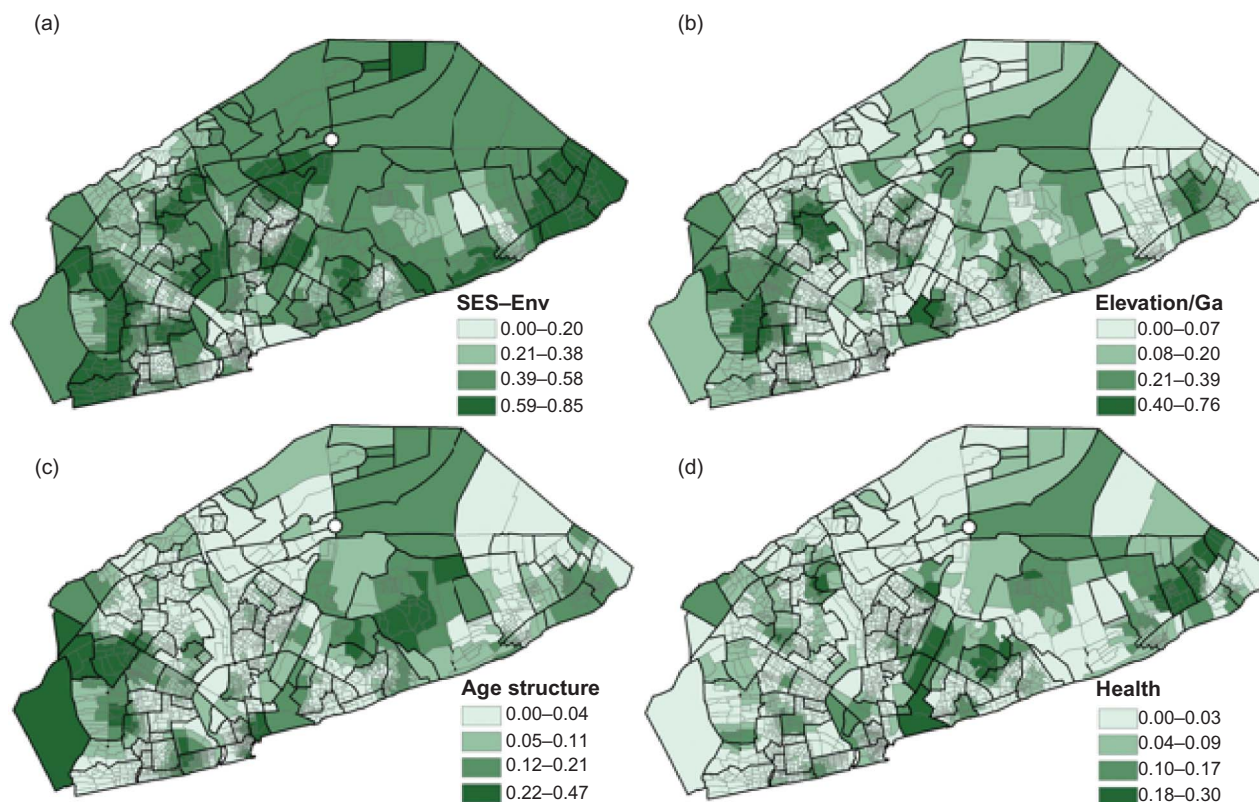 (a)
SES–Env
0.00–0.20
0.21–0.38
0.39–0.58
0.59–0.85
(b)
Elevation/Ga
0.00–0.07
0.08–0.20
0.21–0.39
0.40–0.76
(c)
Age structure
0.00–0.04
0.05–0.11
0.12–0.21
0.22–0.47
(d)
Health
0.00–0.03
0.04–0.09
0.10–0.17
0.18–0.30